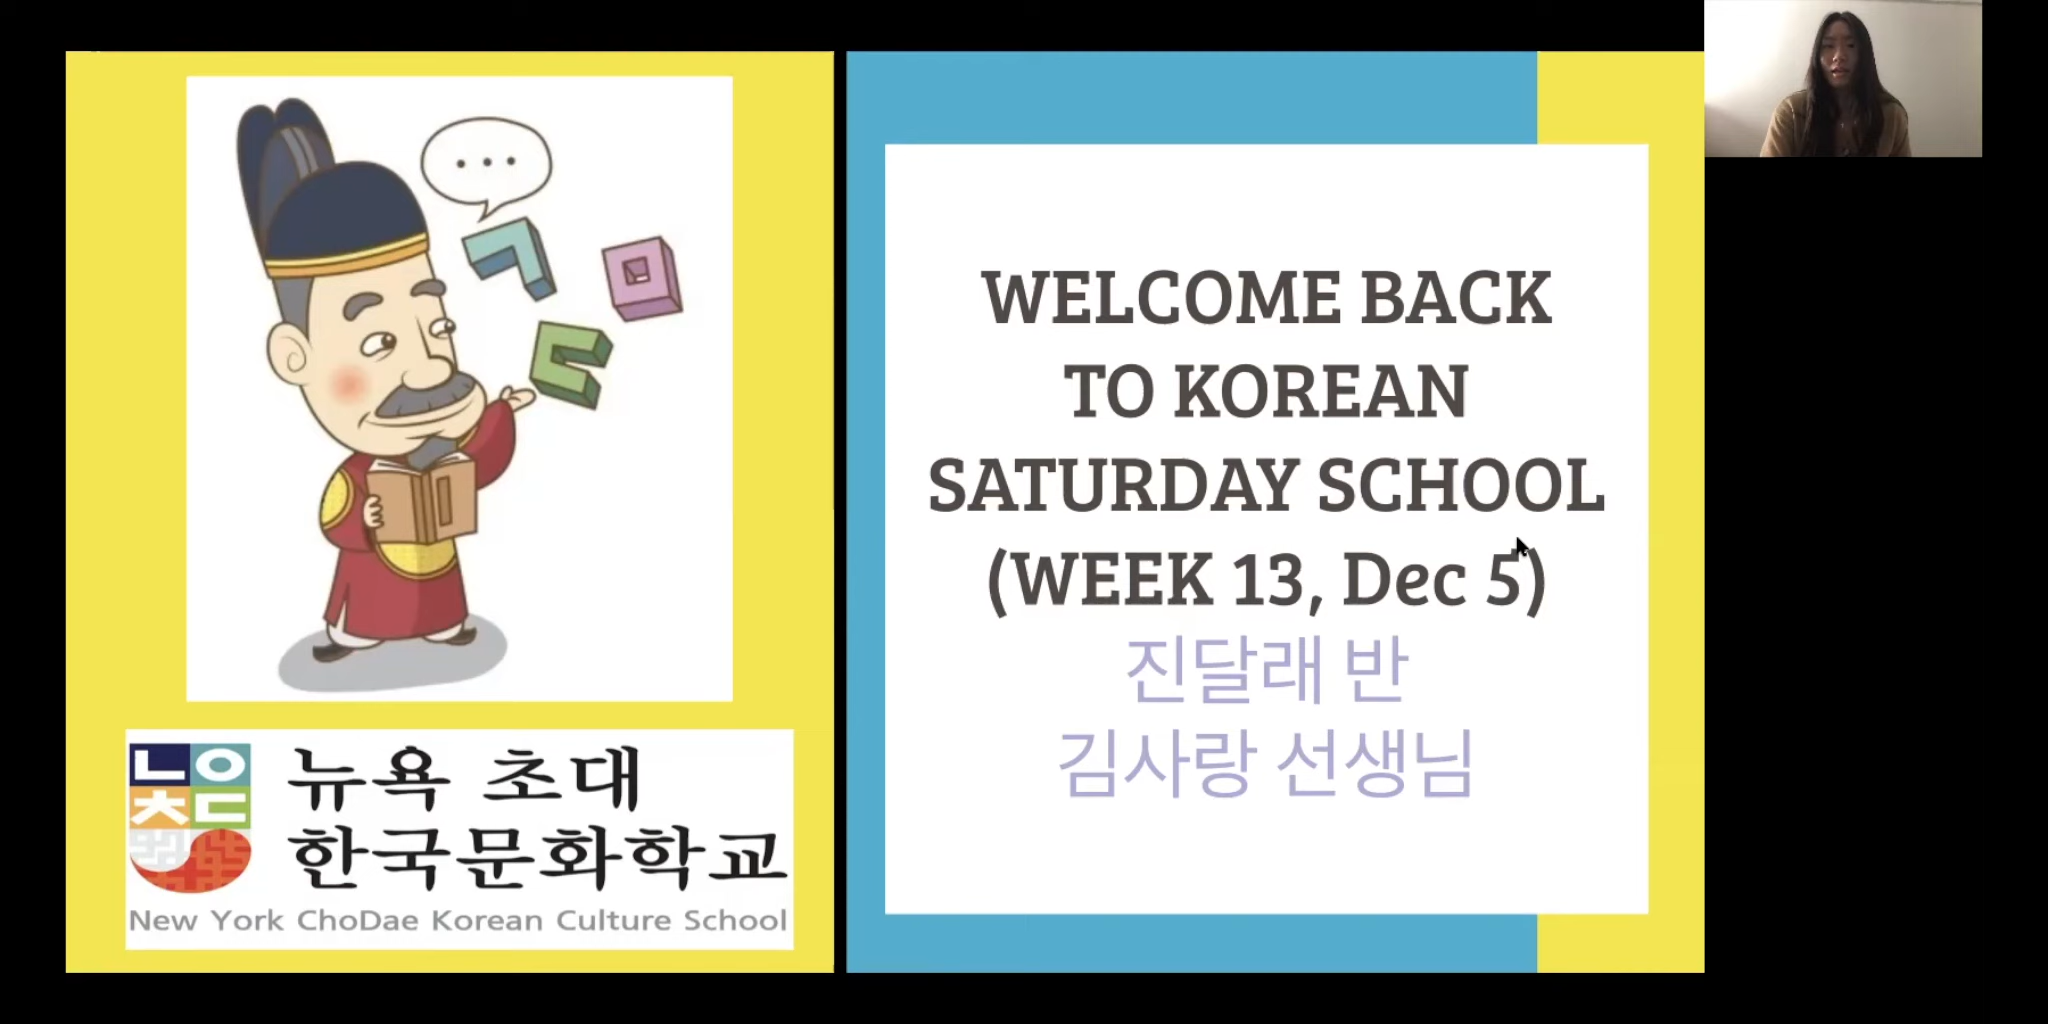 ㄱ
ㅁ
ㄷ
뉴욕 초대
한국문화학교
New York ChoDae Korean Culture School
WELCOME BACK
TO KOREAN
SATURDAY SCHOOL
(WEEK 13, Dec 5)
진달래 반
김사랑 선생님